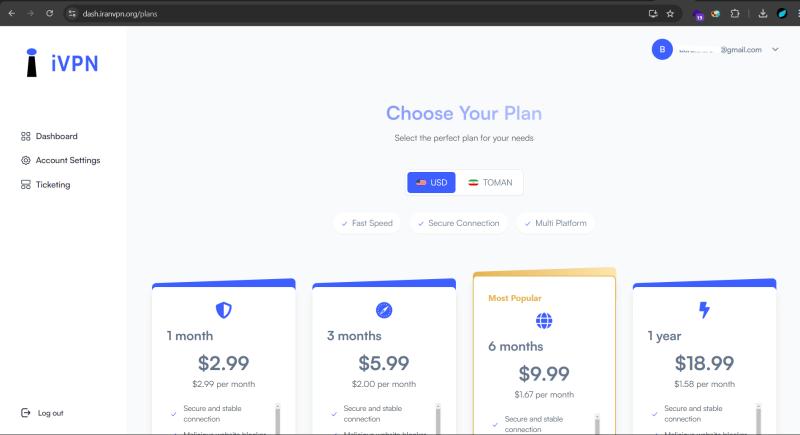 dash.iranvpn.org/plans
19
iVPN
B
@gmail.com
Dashboard
Account Settings
Ticketing
Log out
Choose Your Plan
Select the perfect plan for your needs
USD
TOMAN
Fast Speed
Secure Connection
Multi Platform
1 month
$2.99
$2.99 per month
Secure and stable
connection
3 months
$5.99
$2.00 per month
Secure and stable
connection
Most Popular
6 months
$9.99
$1.67 per month
Secure and stable
connection
1 year
$18.99
$1.58 per month
Secure and stable
connection